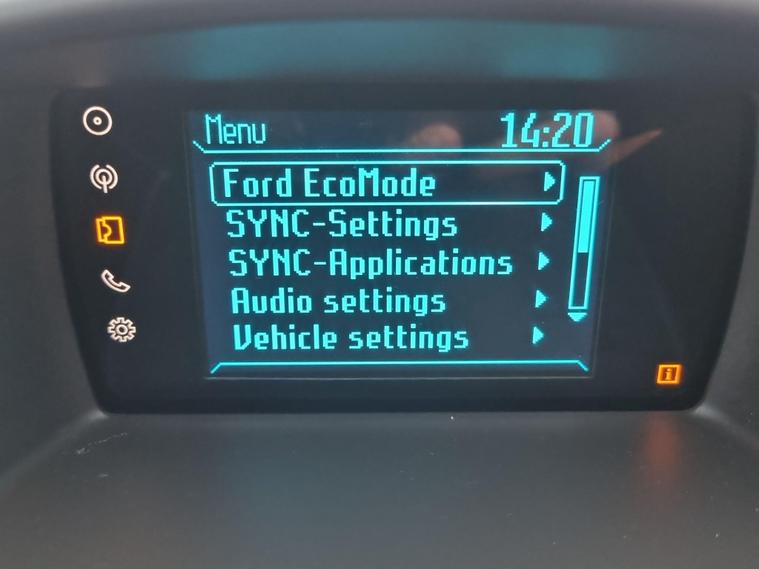 Menu 14:20
Ford EcoMode
SYNC-Settings
SYNC-Applications
Audio settings
Vehicle settings
i